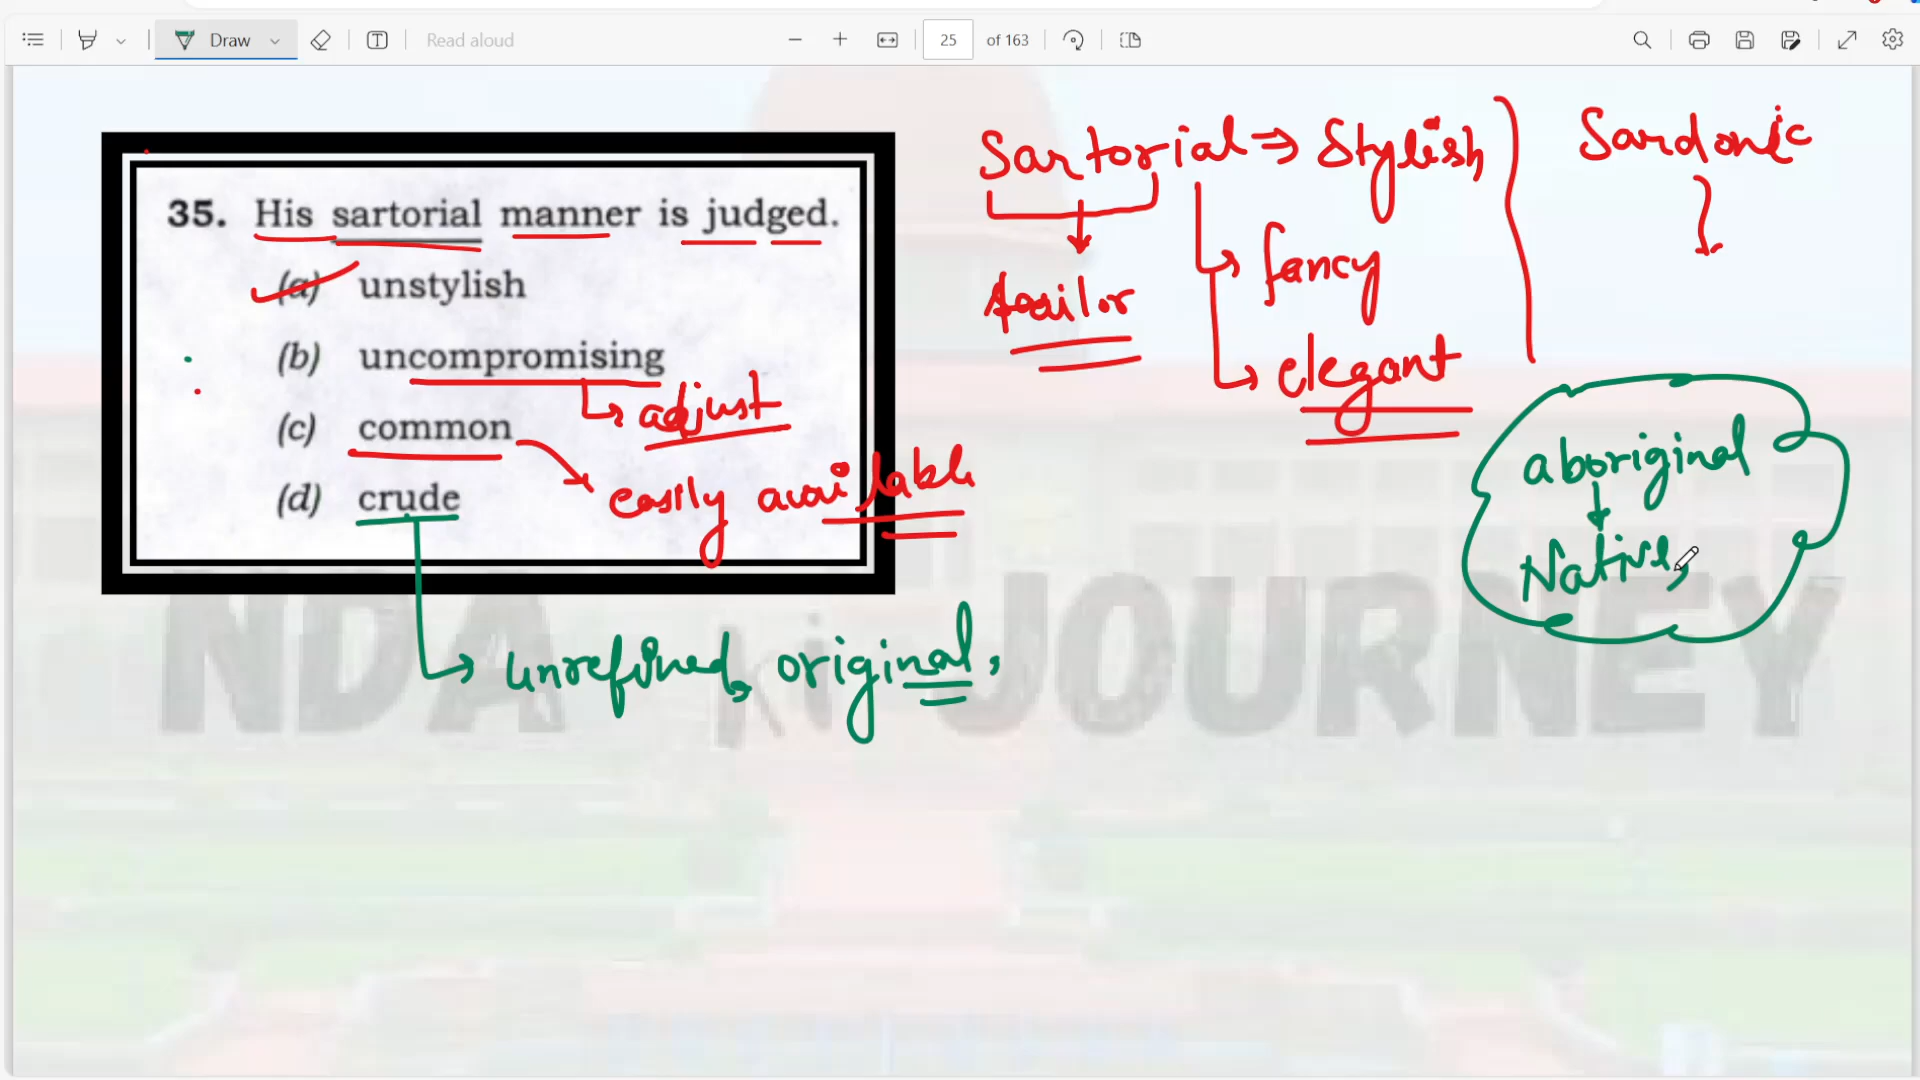 Draw
Read aloud
25 of 163
35. His sartorial manner is judged.
(a) unstylish
(b) uncompromising
(c) common
(d) crude
adjust
easily available
unrefined, original,
Sartorial ⇒ Stylish
tailor
fancy
elegant
Sardonic
aboriginal
Native,
NDA ki JOURNEY